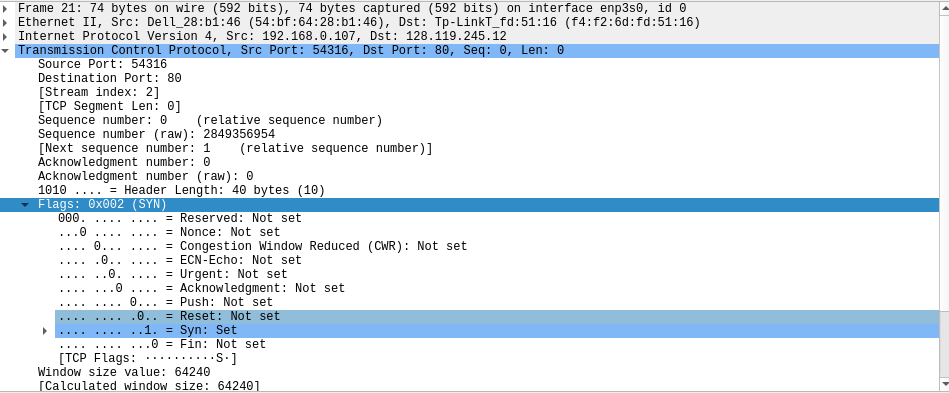 Frame 21: 74 bytes on wire (592 bits), 74 bytes captured (592 bits) on interface enp3s0, id 0
Ethernet II, Src: Dell_28:b1:46 (54:bf:64:28:b1:46), Dst: Tp-LinkT_fd:51:16 (f4:f2:6d:fd:51:16)
Internet Protocol Version 4, Src: 192.168.0.107, Dst: 128.119.245.12
Transmission Control Protocol, Src Port: 54316, Dst Port: 80, Seq: 0, Len: 0
Source Port: 54316
Destination Port: 80
[Stream index: 2]
[TCP Segment Len: 0]
Sequence number: 0    (relative sequence number)
Sequence number (raw): 2849356954
[Next sequence number: 1    (relative sequence number)]
Acknowledgment number: 0
Acknowledgment number (raw): 0
1010 .... = Header Length: 40 bytes (10)
Flags: 0x002 (SYN)
000. .... .... = Reserved: Not set
...0 .... .... = Nonce: Not set
.... 0... .... = Congestion Window Reduced (CWR): Not set
.... .0.. .... = ECN-Echo: Not set
.... ..0. .... = Urgent: Not set
.... ...0 .... = Acknowledgment: Not set
.... .... 0... = Push: Not set
.... .... .0.. = Reset: Not set
.... .... ..1. = Syn: Set
.... .... ...0 = Fin: Not set
[TCP Flags: ··········S·]
Window size value: 64240
[Calculated window size: 64240]